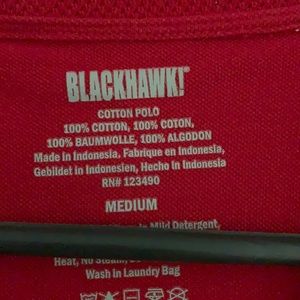 BLACKHAWK!®
COTTON POLO
100% COTTON, 100% COTON,
100% BAUMWOLLE, 100% ALGODON
Made in Indonesia, Fabrique en Indonesia,
Gebildet in Indonesien, Hecho in Indonesia
RN# 123490
MEDIUM
in Mild Detergent,
Heat, No Steam,
Wash in Laundry Bag